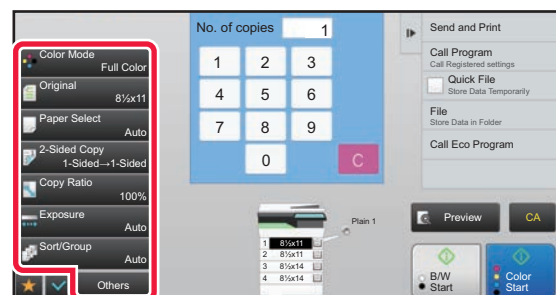 Color Mode
Full Color
Original
8½x11
Paper Select
Auto
2-Sided Copy
1-Sided→1-Sided
Copy Ratio
100%
Exposure
Auto
Sort/Group
Auto
Others
No. of copies 1
1 2 3
4 5 6
7 8 9
0 C
Plain 1
1 8½x11
2 8½x11
3 8½x14
4 8½x14
Send and Print
Call Program
Call Registered settings
Quick File
Store Data Temporarily
File
Store Data in Folder
Call Eco Program
Preview CA
B/W
Start
Color
Start